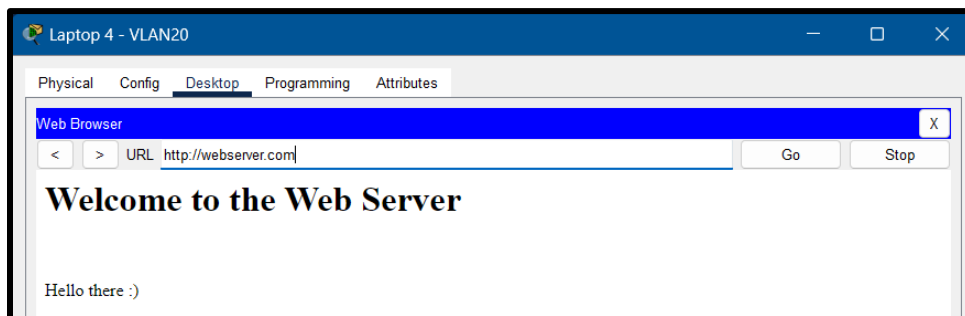 Laptop 4 - VLAN20
Physical Config Desktop Programming Attributes
Web Browser X
< > URL http://webserver.com Go Stop
Welcome to the Web Server
Hello there :)